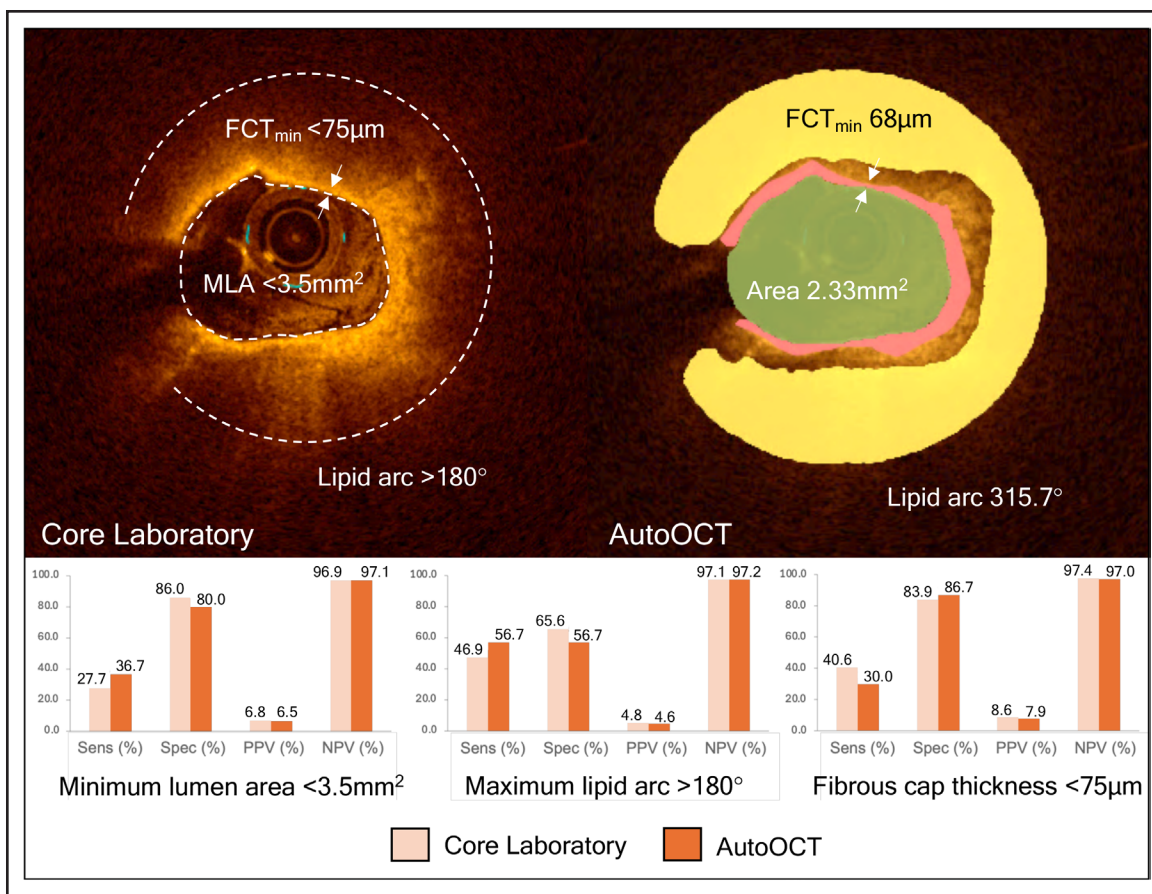 FCTmin <75µm
MLA <3.5mm2
Lipid arc >180°
Core Laboratory
FCTmin 68µm
Area 2.33mm2
Lipid arc 315.7°
AutoOCT
100.0
80.0
60.0
40.0
20.0
0.0
27.7
36.7
86.0
80.0
6.8
6.5
96.9
97.1
Sens (%)
Spec (%)
PPV (%)
NPV (%)
Minimum lumen area <3.5mm2
100.0
80.0
60.0
40.0
20.0
0.0
46.9
56.7
65.6
56.7
4.8
4.6
97.1
97.2
Sens (%)
Spec (%)
PPV (%)
NPV (%)
Maximum lipid arc >180°
100.0
80.0
60.0
40.0
20.0
0.0
40.6
30.0
83.9
86.7
8.6
7.9
97.4
97.0
Sens (%)
Spec (%)
PPV (%)
NPV (%)
Fibrous cap thickness <75µm
Core Laboratory
AutoOCT